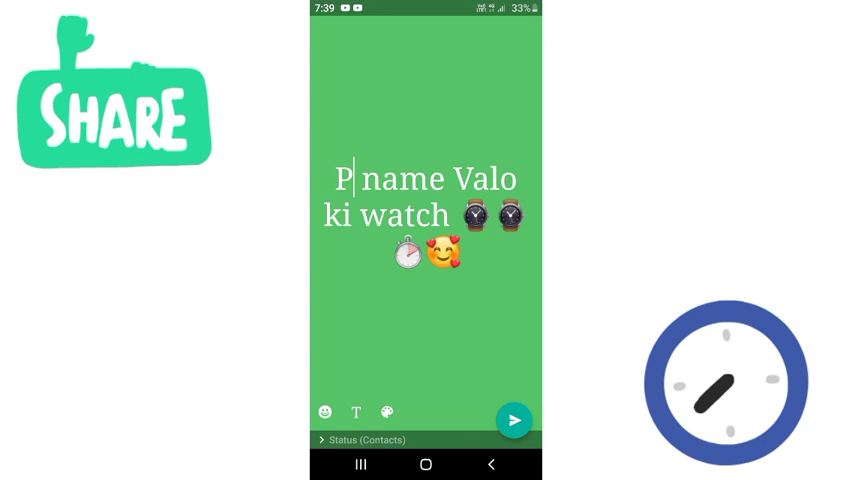 SHARE
7:39
33%
P name Valo
ki watch ⌚⌚
⏱🥰
T
Status (Contacts)